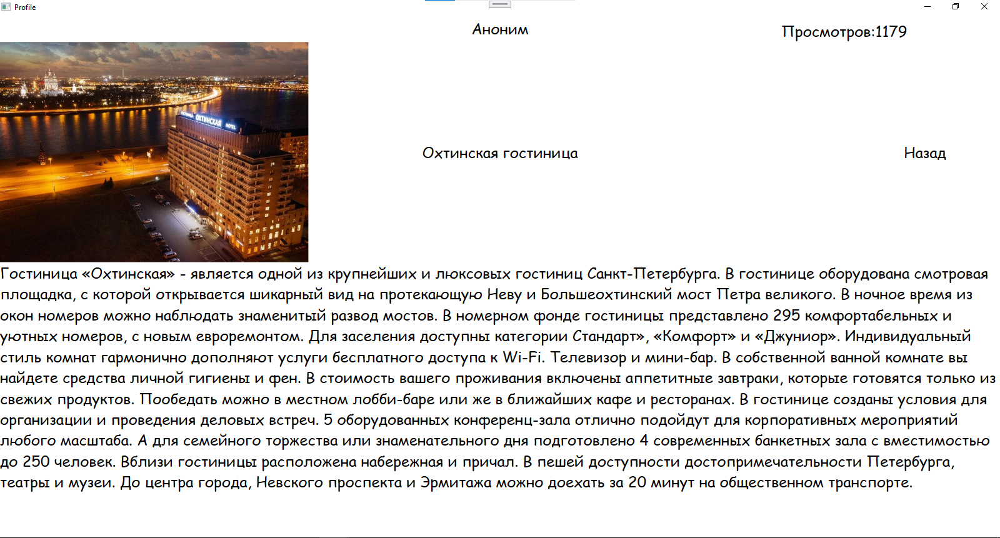 Profile
Аноним
Просмотров:1179
ГОСТИНИЦА ОХТИНСКАЯ HOTEL
Охтинская гостиница
Назад
Гостиница «Охтинская» - является одной из крупнейших и люксовых гостиниц Санкт-Петербурга. В гостинице оборудована смотровая
площадка, с которой открывается шикарный вид на протекающую Неву и Большеохтинский мост Петра великого. В ночное время из
окон номеров можно наблюдать знаменитый развод мостов. В номерном фонде гостиницы представлено 295 комфортабельных и
уютных номеров, с новым евроремонтом. Для заселения доступны категории Стандарт», «Комфорт» и «Джуниор». Индивидуальный
стиль комнат гармонично дополняют услуги бесплатного доступа к Wi-Fi. Телевизор и мини-бар. В собственной ванной комнате вы
найдете средства личной гигиены и фен. В стоимость вашего проживания включены аппетитные завтраки, которые готовятся только из
свежих продуктов. Пообедать можно в местном лобби-баре или же в ближайших кафе и ресторанах. В гостинице созданы условия для
организации и проведения деловых встреч. 5 оборудованных конференц-зала отлично подойдут для корпоративных мероприятий
любого масштаба. А для семейного торжества или знаменательного дня подготовлено 4 современных банкетных зала с вместимостью
до 250 человек. Вблизи гостиницы расположена набережная и причал. В пешей доступности достопримечательности Петербурга,
театры и музеи. До центра города, Невского проспекта и Эрмитажа можно доехать за 20 минут на общественном транспорте.